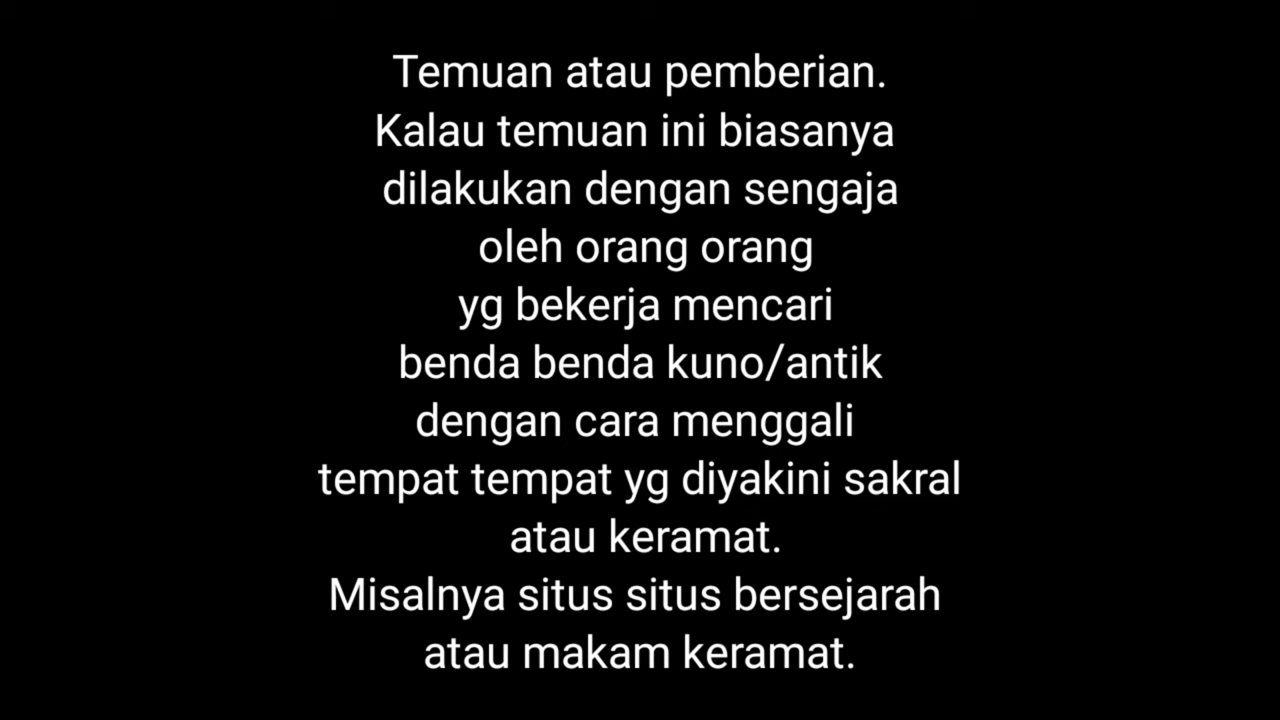 Temuan atau pemberian.
Kalau temuan ini biasanya
dilakukan dengan sengaja
oleh orang orang
yg bekerja mencari
benda benda kuno/antik
dengan cara menggali
tempat tempat yg diyakini sakral
atau keramat.
Misalnya situs situs bersejarah
atau makam keramat.